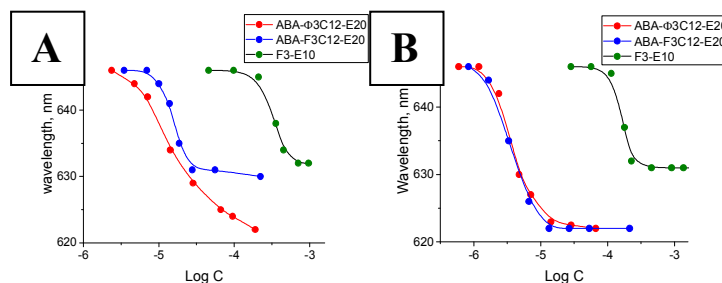 A
ABA-Φ3C12-E20
ABA-F3C12-E20
F3-E10
wavelength, nm
640
630
620
-6 -5 -4 -3
Log C
B
ABA-Φ3C12-E20
ABA-F3C12-E20
F3-E10
Wavelength, nm
640
630
620
-6 -5 -4 -3
Log C